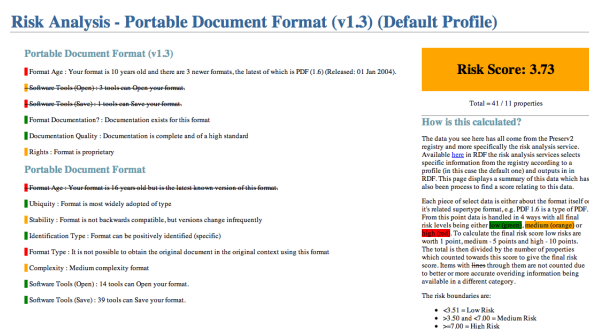 Risk Analysis - Portable Document Format (v1.3) (Default Profile)
Portable Document Format (v1.3)
Format Age : Your format is 10 years old and there are 3 newer formats, the latest of which is PDF (1.6) (Released: 01 Jan 2004).
Software Tools (Open) : 3 tools can Open your format.
Software Tools (Save) : 1 tools can Save your format.
Format Documentation? : Documentation exists for this format
Documentation Quality : Documentation is complete and of a high standard
Rights : Format is proprietary
Portable Document Format
Format Age : Your format is 16 years old but is the latest known version of this format.
Ubiquity : Format is most widely adopted of type
Stability : Format is not backwards compatible, but versions change infrequently
Identification Type : Format can be positively identified (specific)
Format Type : It is not possible to obtain the original document in the original context using this format
Complexity : Medium complexity format
Software Tools (Open) : 14 tools can Open your format.
Software Tools (Save) : 39 tools can Save your format.
Risk Score: 3.73
Total = 41 / 11 properties
How is this calculated?
The data you see here has all come from the Preserv2
registry and more specifically the risk analysis service.
Available here in RDF the risk analysis services selects
specific information from the registry according to a
profile (in this case the default one) and outputs in in
RDF. This page displays a summary of this data which has
also been process to find a score relating to this data.
Each piece of select data is either about the format itself or
it's related supertype format, e.g. PDF 1.6 is a type of PDF.
From this point data is handled in 4 ways with all final
risk levels being either low (green), medium (orange) or
high (red). To calculate the final risk score low risks are
worth 1 point, medium - 5 points and high - 10 points.
The total is then divided by the number of properties
which counted towards this score to give the final risk
score. Items with lines through them are not counted due
to better or more accurate overiding information being
available in a different category.
The risk boundaries are:
• <3.51 = Low Risk
• >3.50 and <7.00 = Medium Risk
• >=7.00 = High Risk